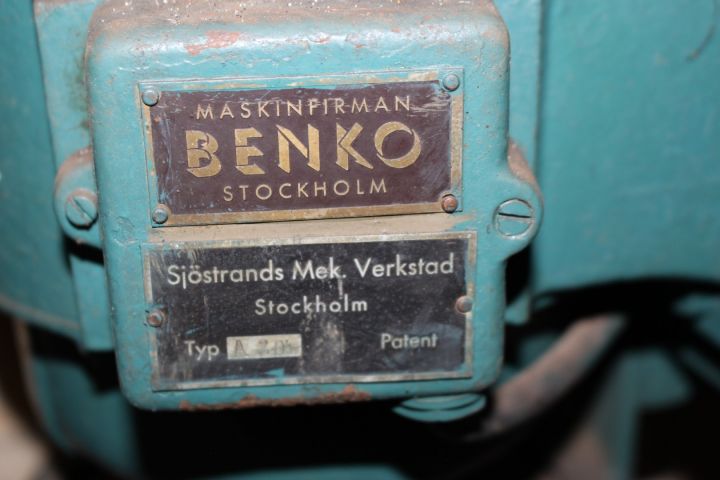 MASKINFIRMAN
BENKO
STOCKHOLM
Sjöstrands Mek. Verkstad
Stockholm
Typ Patent